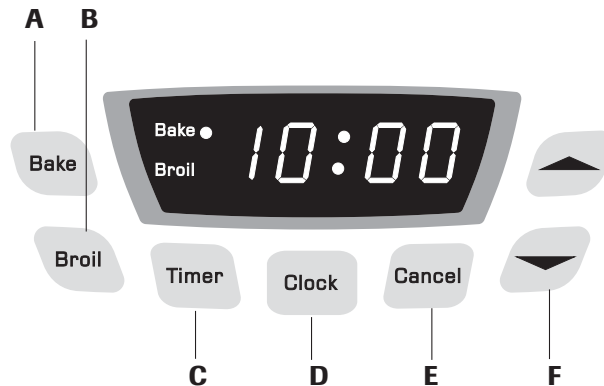 A B
Bake 10:00
Broil
Bake
Broil
Timer
Clock
Cancel
C D E F